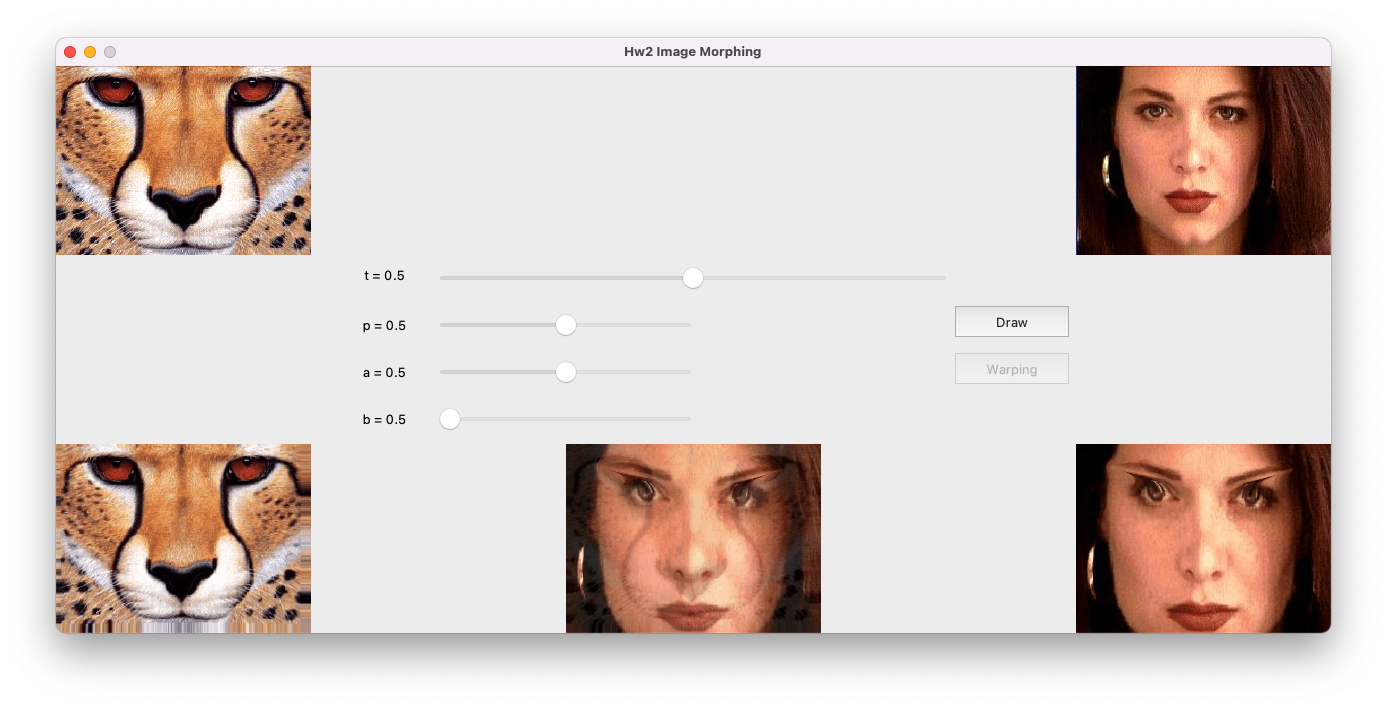 Hw2 Image Morphing
t = 0.5
p = 0.5
Draw
a = 0.5
Warping
b = 0.5